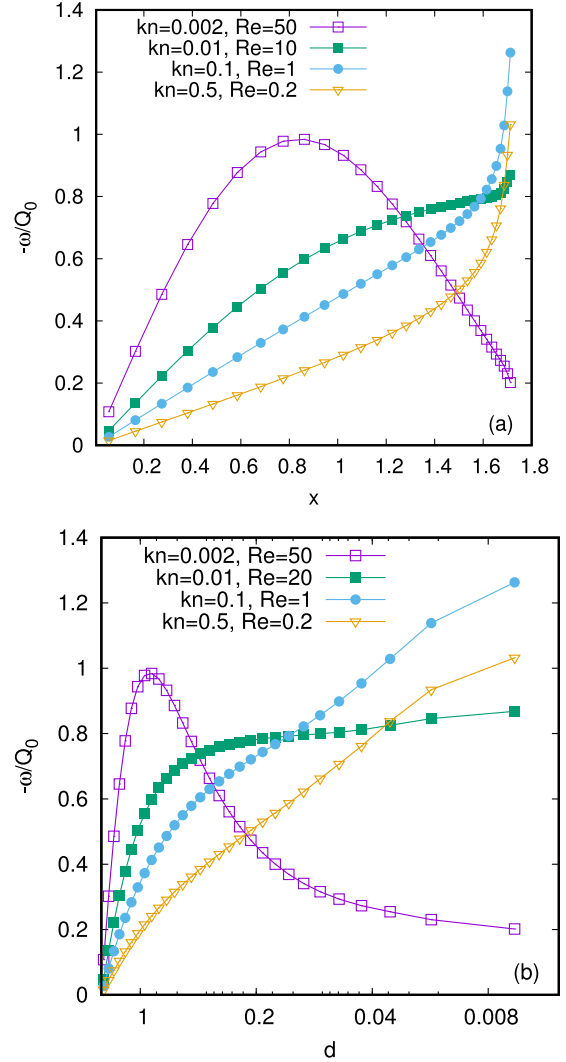 1.4
1.2
1
0.8
0.6
0.4
0.2
0
-ω/Q0
kn=0.002, Re=50
kn=0.01, Re=10
kn=0.1, Re=1
kn=0.5, Re=0.2
(a)
0.2 0.4 0.6 0.8 1 1.2 1.4 1.6 1.8
x
1.4
1.2
1
0.8
0.6
0.4
0.2
0
-ω/Q0
kn=0.002, Re=50
kn=0.01, Re=20
kn=0.1, Re=1
kn=0.5, Re=0.2
(b)
1 0.2 0.04 0.008
d